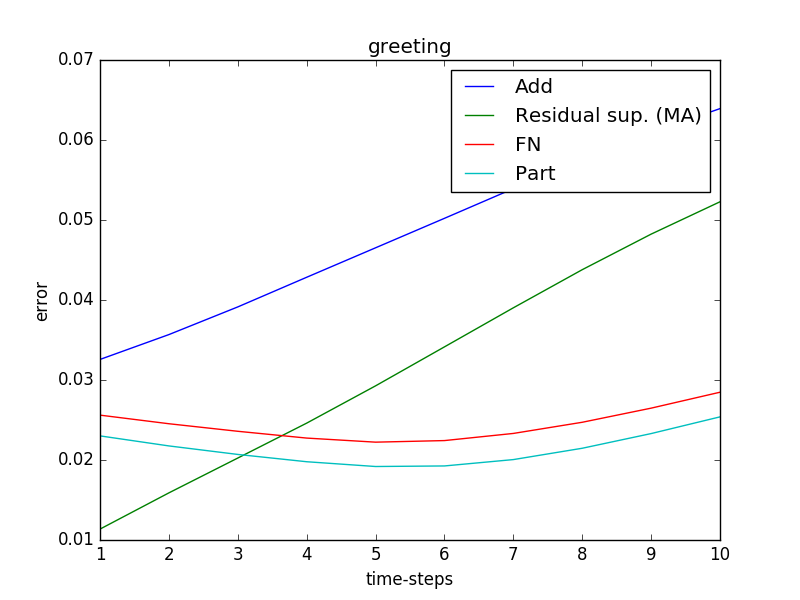 greeting
0.07
0.06
0.05
0.04
0.03
0.02
0.01
error
Add
Residual sup. (MA)
FN
Part
1 2 3 4 5 6 7 8 9 10
time-steps